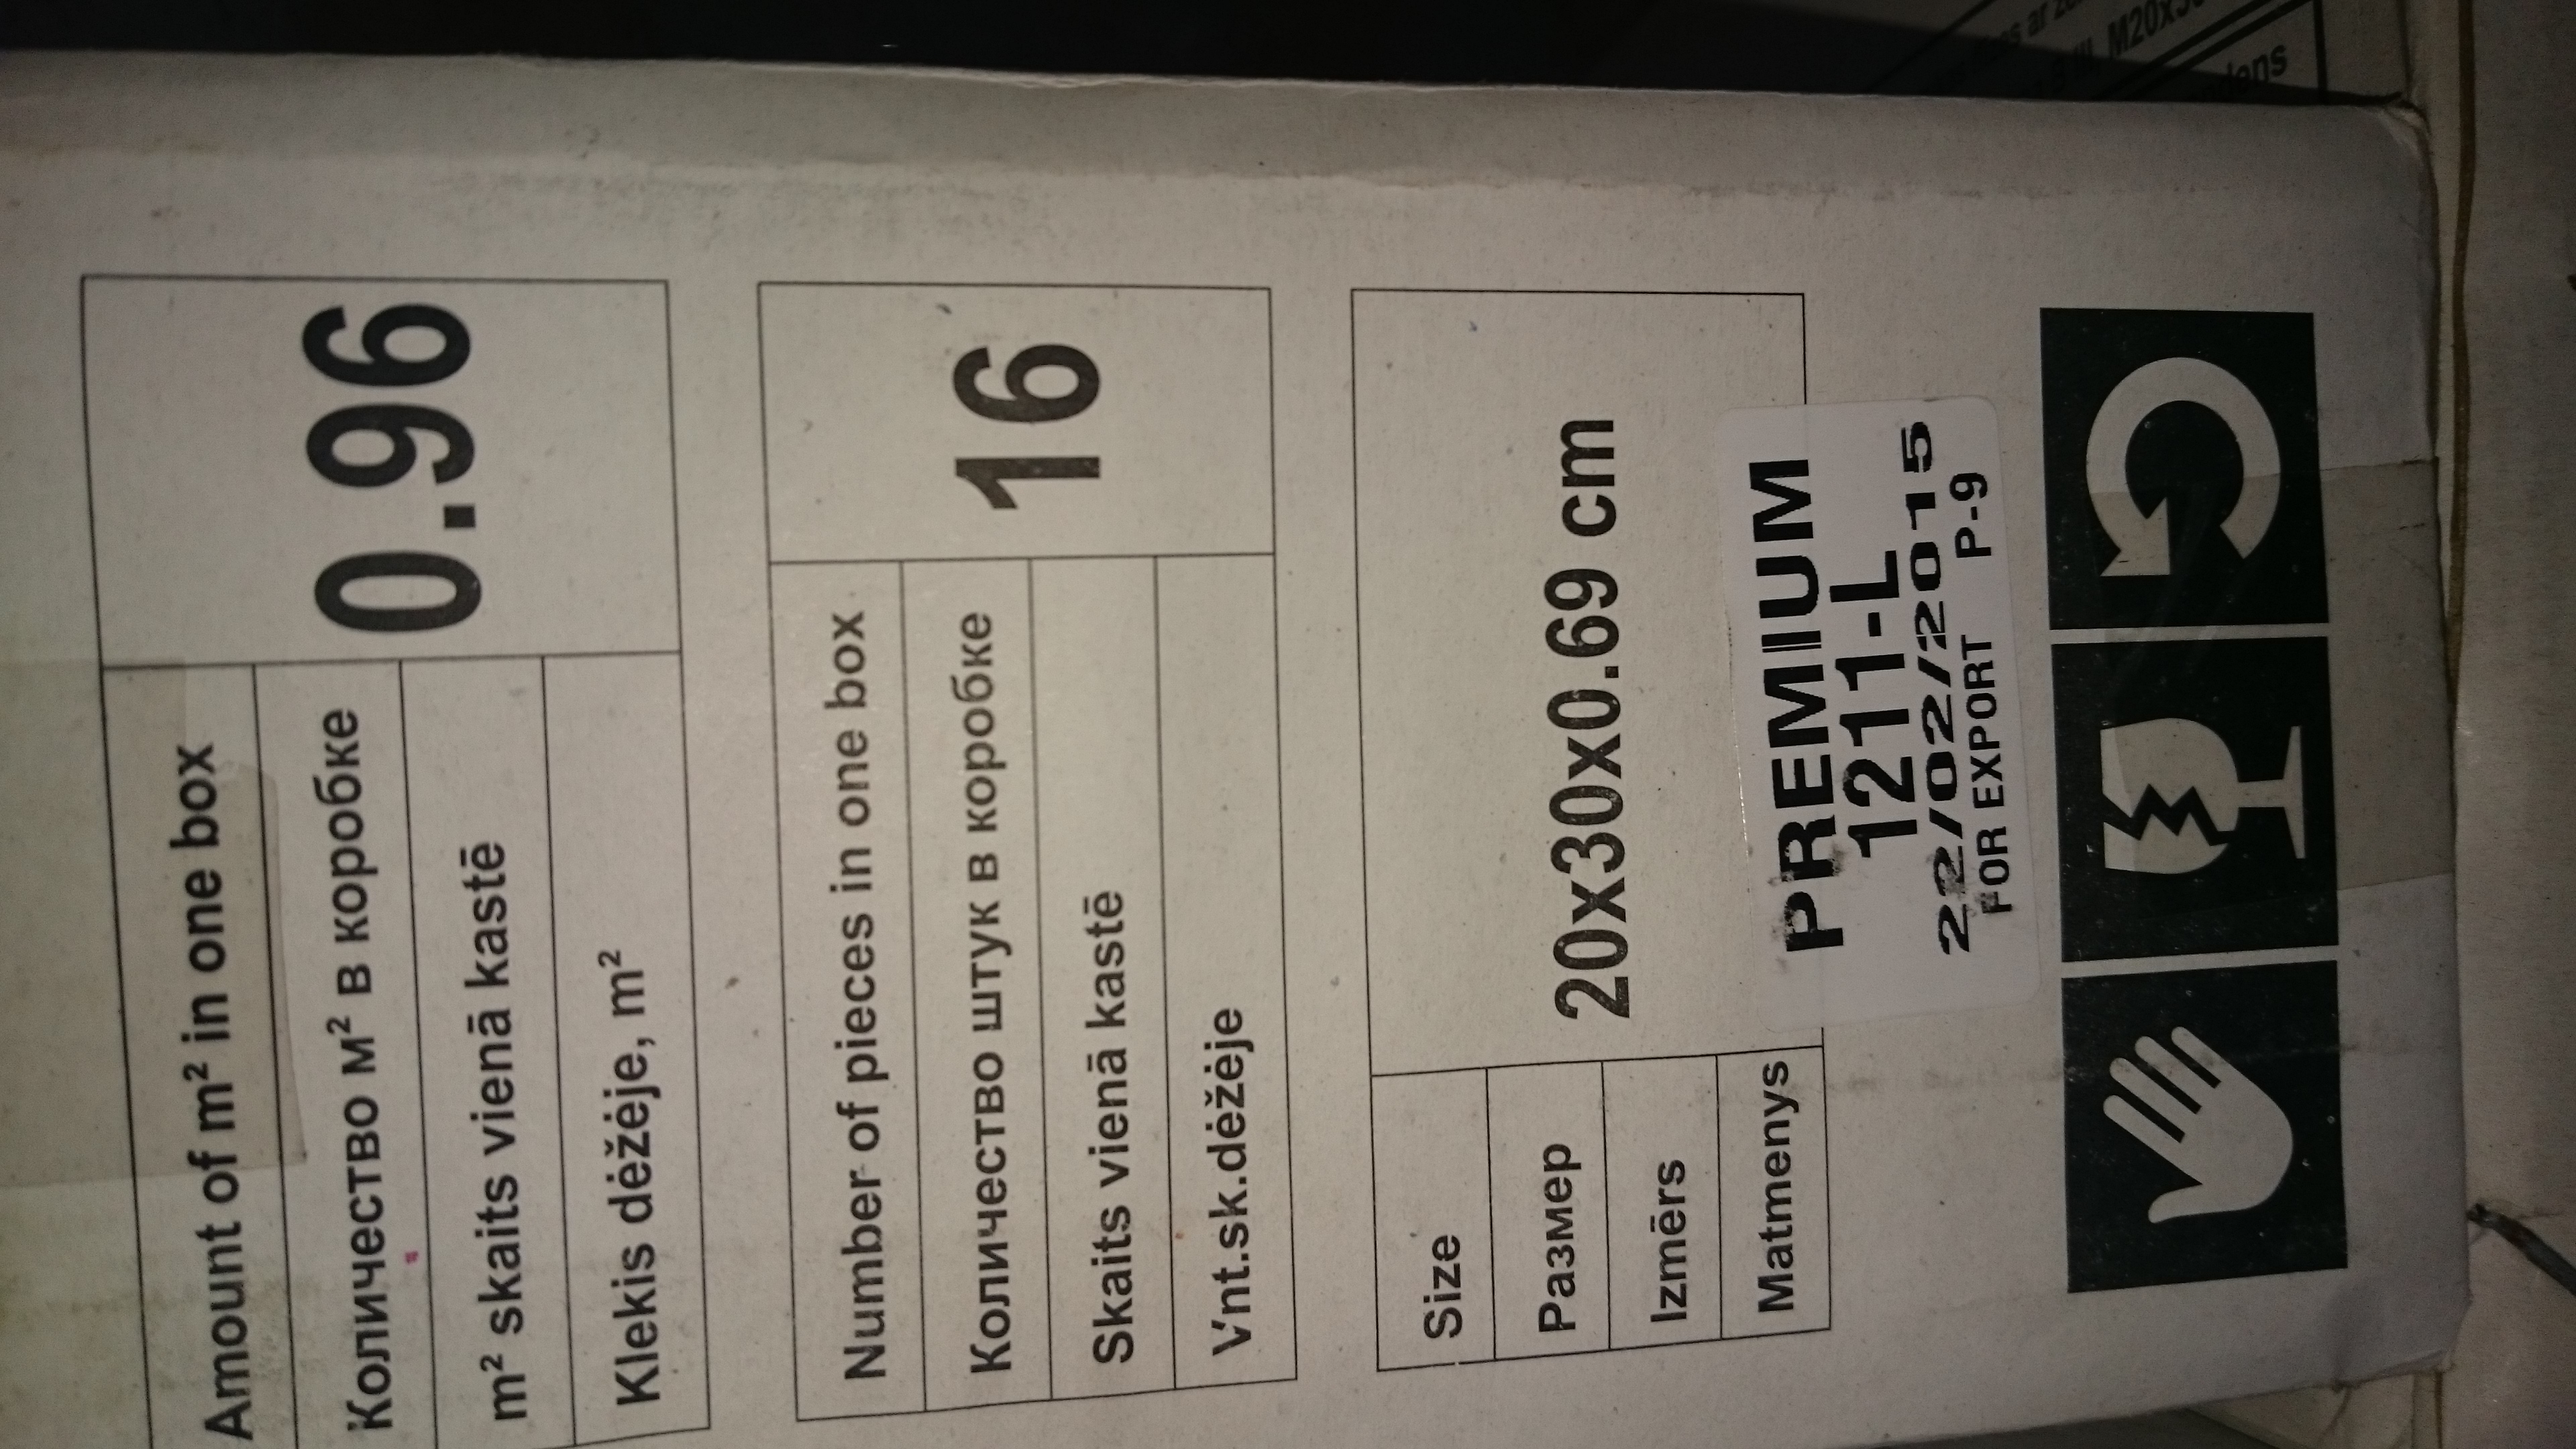 Amount of m² in one box
Количество м² в коробке
m² skaits vienā kastē
Klekis dėžėje, m²
0.96
Number of pieces in one box
Количество штук в коробке
Skaits vienā kastē
Vnt.sk.dėžėje
16
Size
Размер
Izmērs
Matmenys
20x30x0.69 cm
PREMIUM
1211-L
22/02/2015
FOR EXPORT P-9